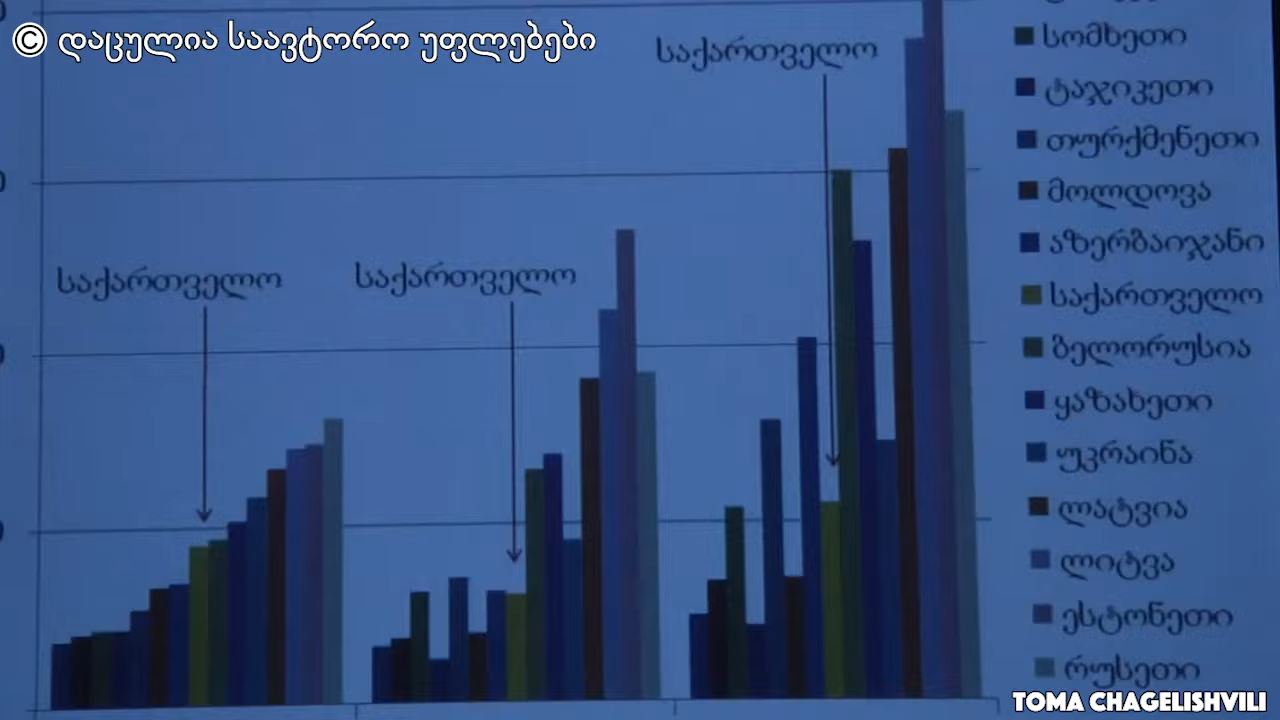 © დაცულია საავტორო უფლებები
საქართველო
საქართველო
საქართველო
სომხეთი
ტაჯიკეთი
თურქმენეთი
მოლდოვა
აზერბაიჯანი
საქართველო
ბელორუსია
ყაზახეთი
უკრაინა
ლატვია
ლიტვა
ესტონეთი
რუსეთი
TOMA CHAGELISHVILI